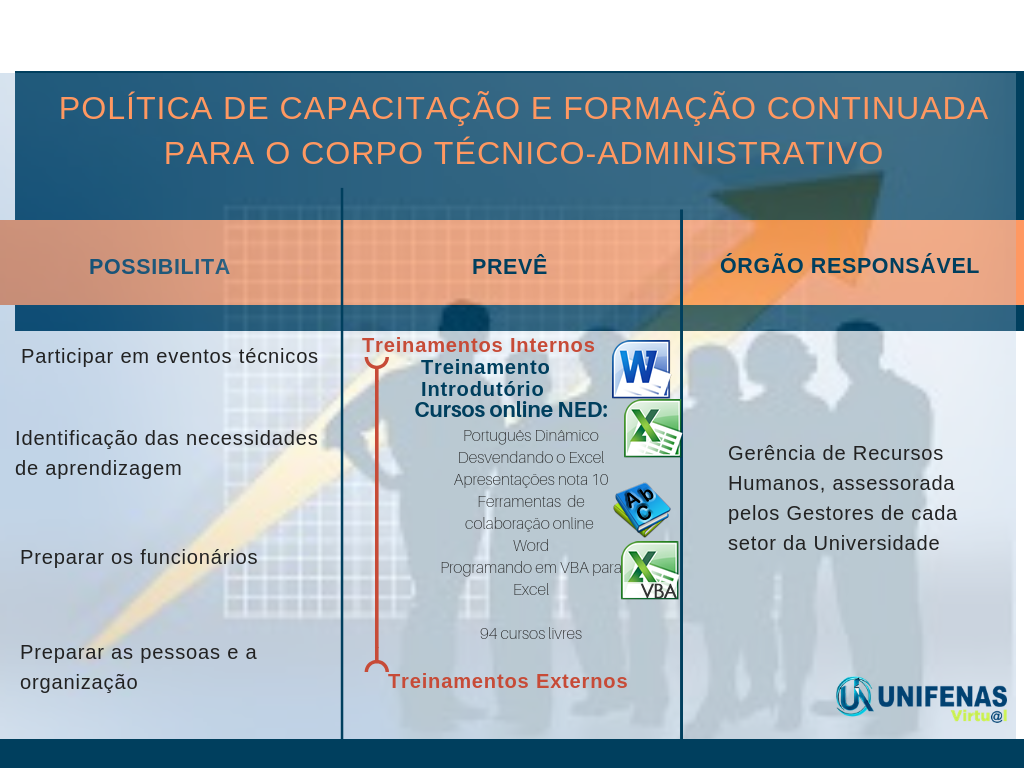 POLÍTICA DE CAPACITAÇÃO E FORMAÇÃO CONTINUADA
PARA O CORPO TÉCNICO-ADMINISTRATIVO
POSSIBILITA
Participar em eventos técnicos
Identificação das necessidades
de aprendizagem
Preparar os funcionários
Preparar as pessoas e a
organização
PREVÊ
Treinamentos Internos
Treinamento
Introdutório
Cursos online NED:
Português Dinâmico
Desvendando o Excel
Apresentações nota 10
Ferramentas de
colaboração online
Word
Programando em VBA para
Excel
94 cursos livres
Treinamentos Externos
W
X
Ab
C
X
VBA
ÓRGÃO RESPONSÁVEL
Gerência de Recursos
Humanos, assessorada
pelos Gestores de cada
setor da Universidade
UNIFENAS
Virtu@l